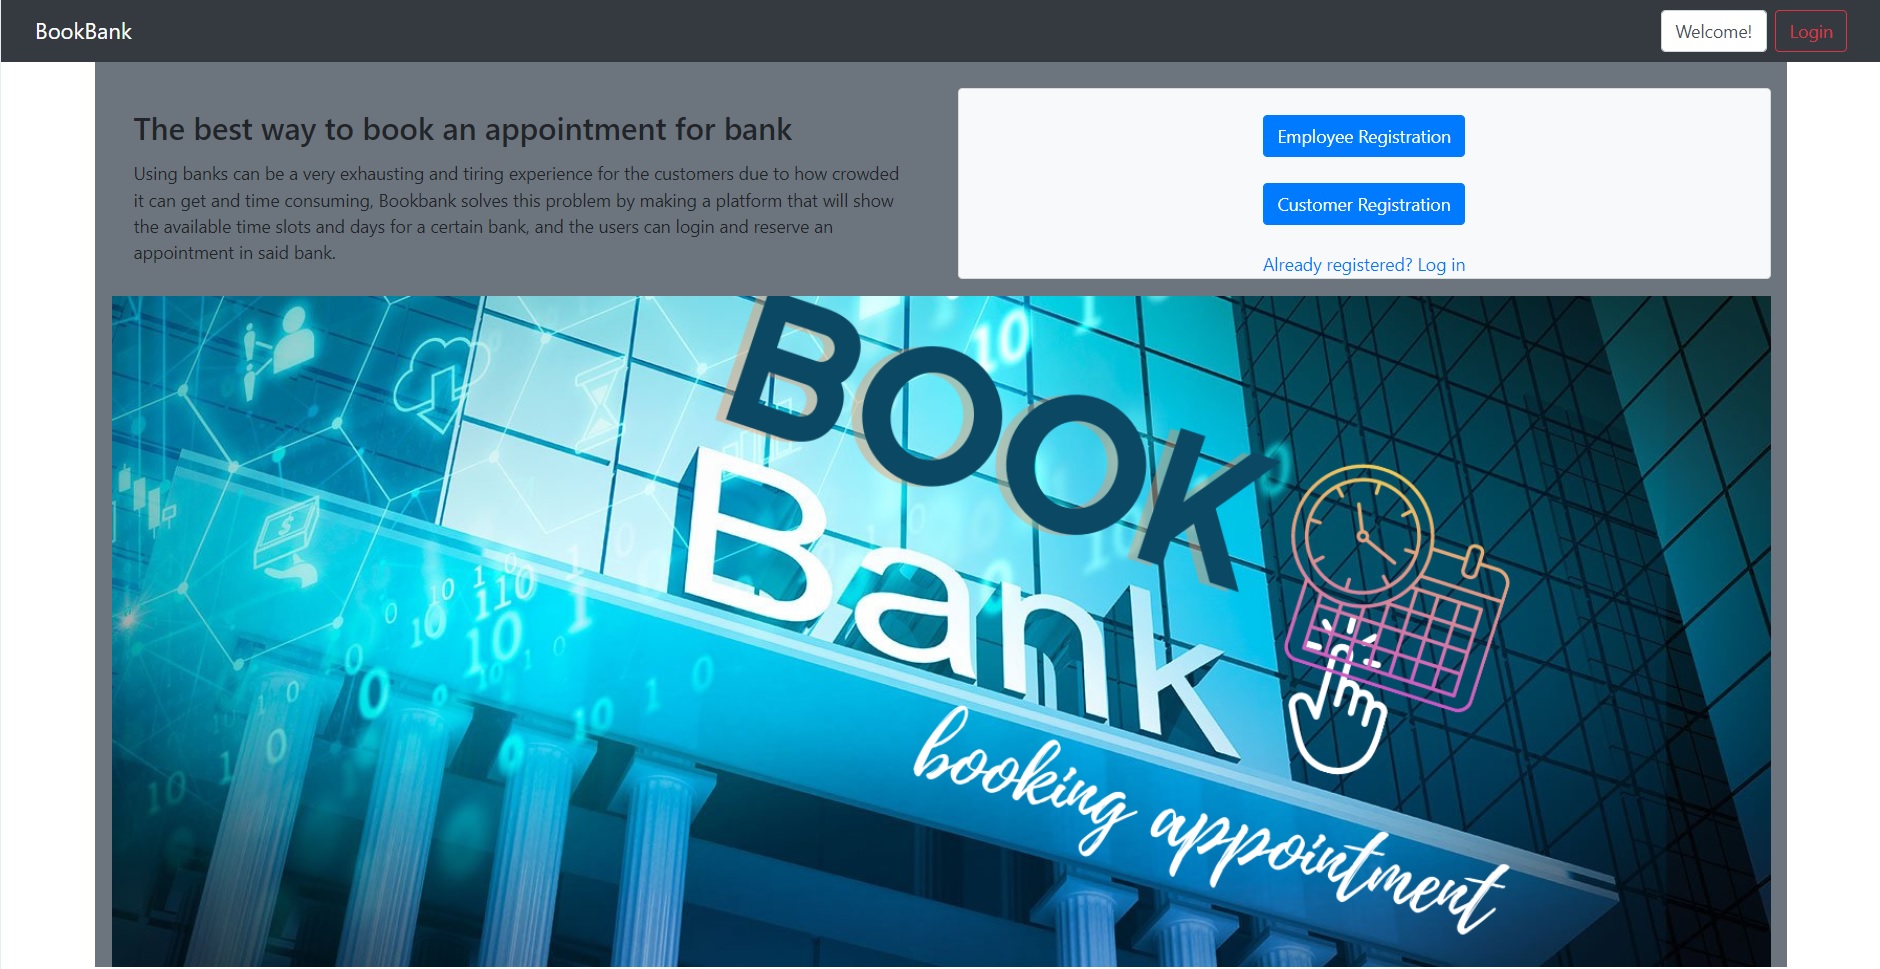 BookBank
Welcome!
Login
The best way to book an appointment for bank
Using banks can be a very exhausting and tiring experience for the customers due to how crowded
it can get and time consuming, Bookbank solves this problem by making a platform that will show
the available time slots and days for a certain bank, and the users can login and reserve an
appointment in said bank.
Employee Registration
Customer Registration
Already registered? Log in
BOOK
Bank
booking appointment